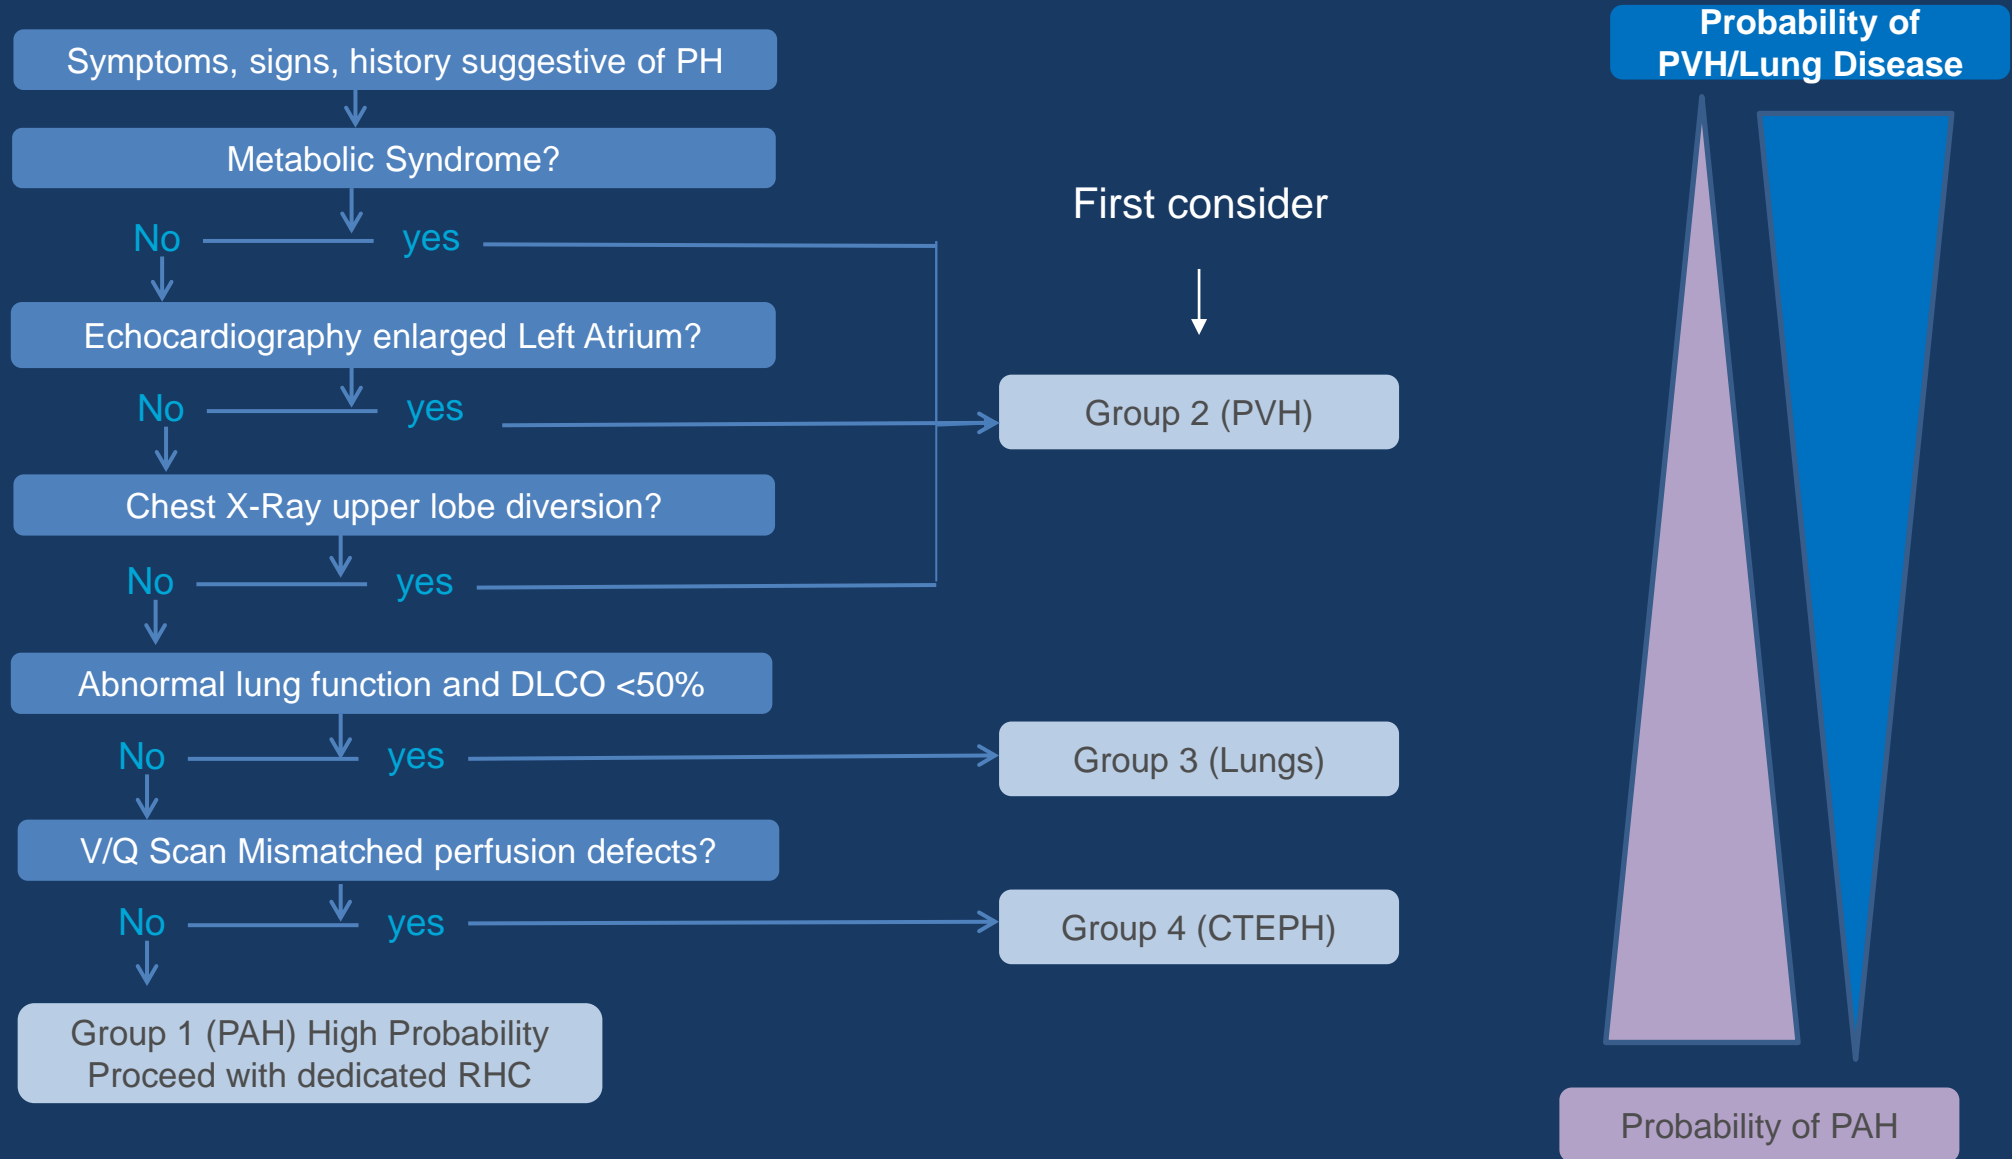 Symptoms, signs, history suggestive of PH
Metabolic Syndrome?
No
yes
Echocardiography enlarged Left Atrium?
No
yes
Chest X-Ray upper lobe diversion?
No
yes
Abnormal lung function and DLCO <50%
No
yes
V/Q Scan Mismatched perfusion defects?
No
yes
Group 1 (PAH) High Probability
Proceed with dedicated RHC
First consider
Group 2 (PVH)
Group 3 (Lungs)
Group 4 (CTEPH)
Probability of
PVH/Lung Disease
Probability of PAH